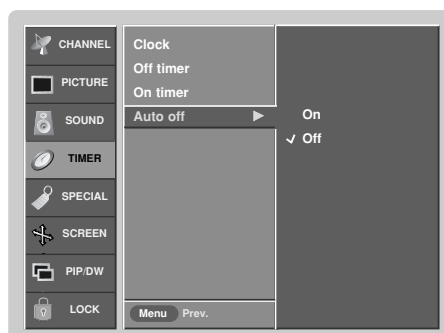 CHANNEL
PICTURE
SOUND
TIMER
SPECIAL
SCREEN
PIP/DW
LOCK
Clock
Off timer
On timer
Auto off
On
Off
Menu Prev.